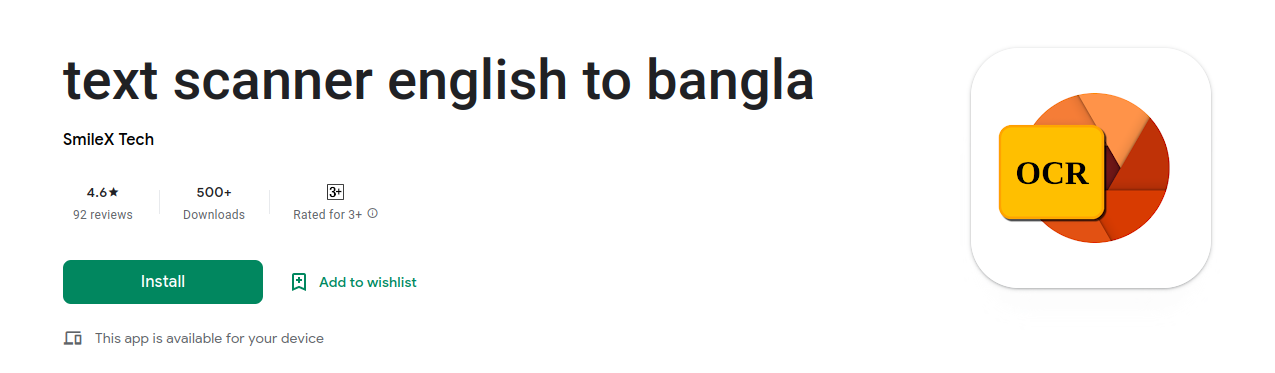 text scanner english to bangla
SmileX Tech
4.6★ 500+ 3+
92 reviews Downloads Rated for 3+
OCR
Install Add to wishlist
This app is available for your device